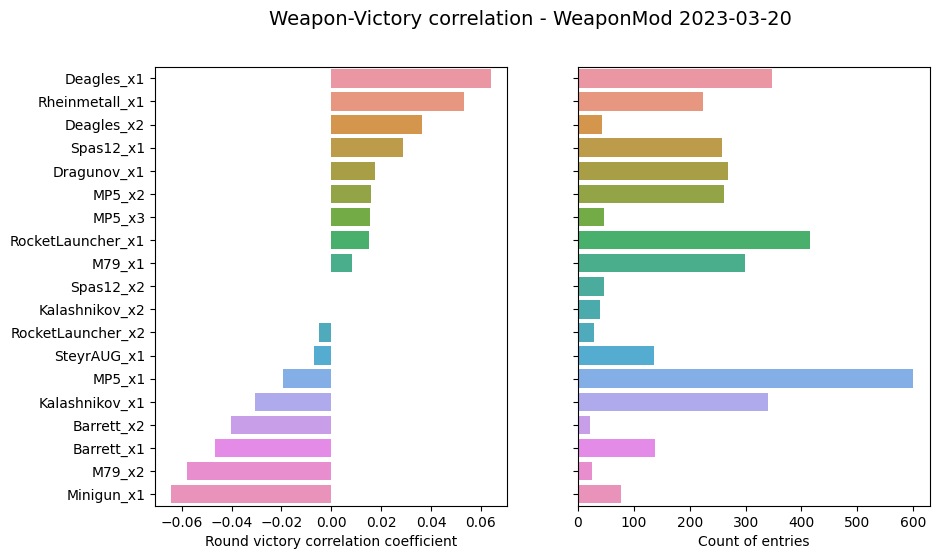 Weapon-Victory correlation - WeaponMod 2023-03-20
Deagles_x1
Rheinmetall_x1
Deagles_x2
Spas12_x1
Dragunov_x1
MP5_x2
MP5_x3
RocketLauncher_x1
M79_x1
Spas12_x2
Kalashnikov_x2
RocketLauncher_x2
SteyrAUG_x1
MP5_x1
Kalashnikov_x1
Barrett_x2
Barrett_x1
M79_x2
Minigun_x1
−0.06 −0.04 −0.02 0.00 0.02 0.04 0.06
Round victory correlation coefficient
0 100 200 300 400 500 600
Count of entries